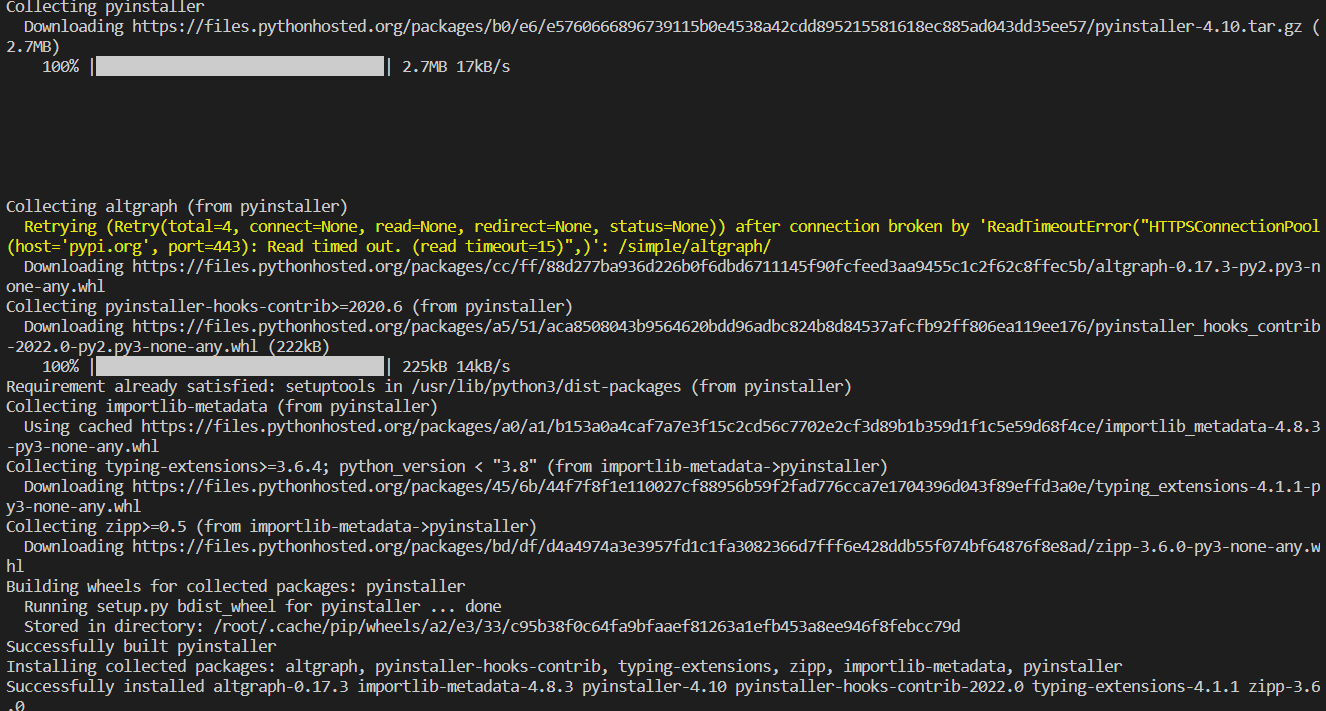 Collecting pyinstaller
Downloading https://files.pythonhosted.org/packages/b0/e6/e5760666896739115b0e4538a42cdd895215581618ec885ad043dd35ee57/pyinstaller-4.10.tar.gz (
2.7MB)
100% |████████████████████████████████| 2.7MB 17kB/s
Collecting altgraph (from pyinstaller)
Retrying (Retry(total=4, connect=None, read=None, redirect=None, status=None)) after connection broken by 'ReadTimeoutError("HTTPSConnectionPool
(host='pypi.org', port=443): Read timed out. (read timeout=15)",)': /simple/altgraph/
Downloading https://files.pythonhosted.org/packages/cc/ff/88d277ba936d226b0f6dbd6711145f90fcfeed3aa9455c1c2f62c8ffec5b/altgraph-0.17.3-py2.py3-n
one-any.whl
Collecting pyinstaller-hooks-contrib>=2020.6 (from pyinstaller)
Downloading https://files.pythonhosted.org/packages/a5/51/aca8508043b9564620bdd96adbc824b8d84537afcfb92ff806ea119ee176/pyinstaller_hooks_contrib
-2022.0-py2.py3-none-any.whl (222kB)
100% |████████████████████████████████| 225kB 14kB/s
Requirement already satisfied: setuptools in /usr/lib/python3/dist-packages (from pyinstaller)
Collecting importlib-metadata (from pyinstaller)
Using cached https://files.pythonhosted.org/packages/a0/a1/b153a0a4caf7a7e3f15c2cd56c7702e2cf3d89b1b359d1f1c5e59d68f4ce/importlib_metadata-4.8.3
-py3-none-any.whl
Collecting typing-extensions>=3.6.4; python_version < "3.8" (from importlib-metadata->pyinstaller)
Downloading https://files.pythonhosted.org/packages/45/6b/44f7f8f1e110027cf88956b59f2fad776cca7e1704396d043f89effd3a0e/typing_extensions-4.1.1-p
y3-none-any.whl
Collecting zipp>=0.5 (from importlib-metadata->pyinstaller)
Downloading https://files.pythonhosted.org/packages/bd/df/d4a4974a3e3957fd1c1fa3082366d7fff6e428ddb55f074bf64876f8e8ad/zipp-3.6.0-py3-none-any.w
hl
Building wheels for collected packages: pyinstaller
Running setup.py bdist_wheel for pyinstaller ... done
Stored in directory: /root/.cache/pip/wheels/a2/e3/33/c95b38f0c64fa9bfaaef81263a1efb453a8ee946f8febcc79d
Successfully built pyinstaller
Installing collected packages: altgraph, pyinstaller-hooks-contrib, typing-extensions, zipp, importlib-metadata, pyinstaller
Successfully installed altgraph-0.17.3 importlib-metadata-4.8.3 pyinstaller-4.10 pyinstaller-hooks-contrib-2022.0 typing-extensions-4.1.1 zipp-3.6
.0